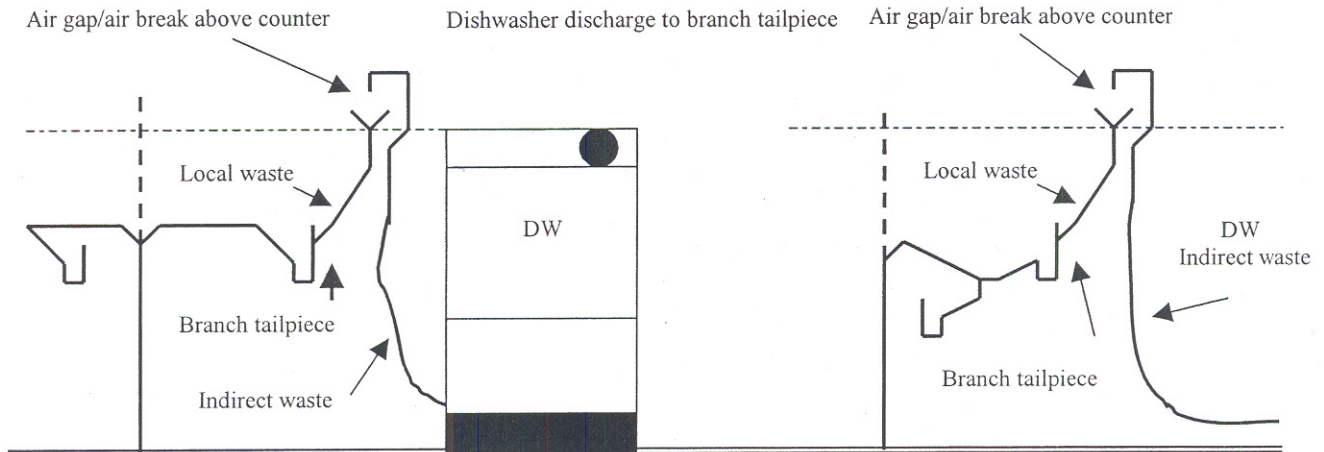 Air gap/air break above counter
Dishwasher discharge to branch tailpiece
Air gap/air break above counter
Local waste
DW
Branch tailpiece
Indirect waste
Local waste
DW
Indirect waste
Branch tailpiece